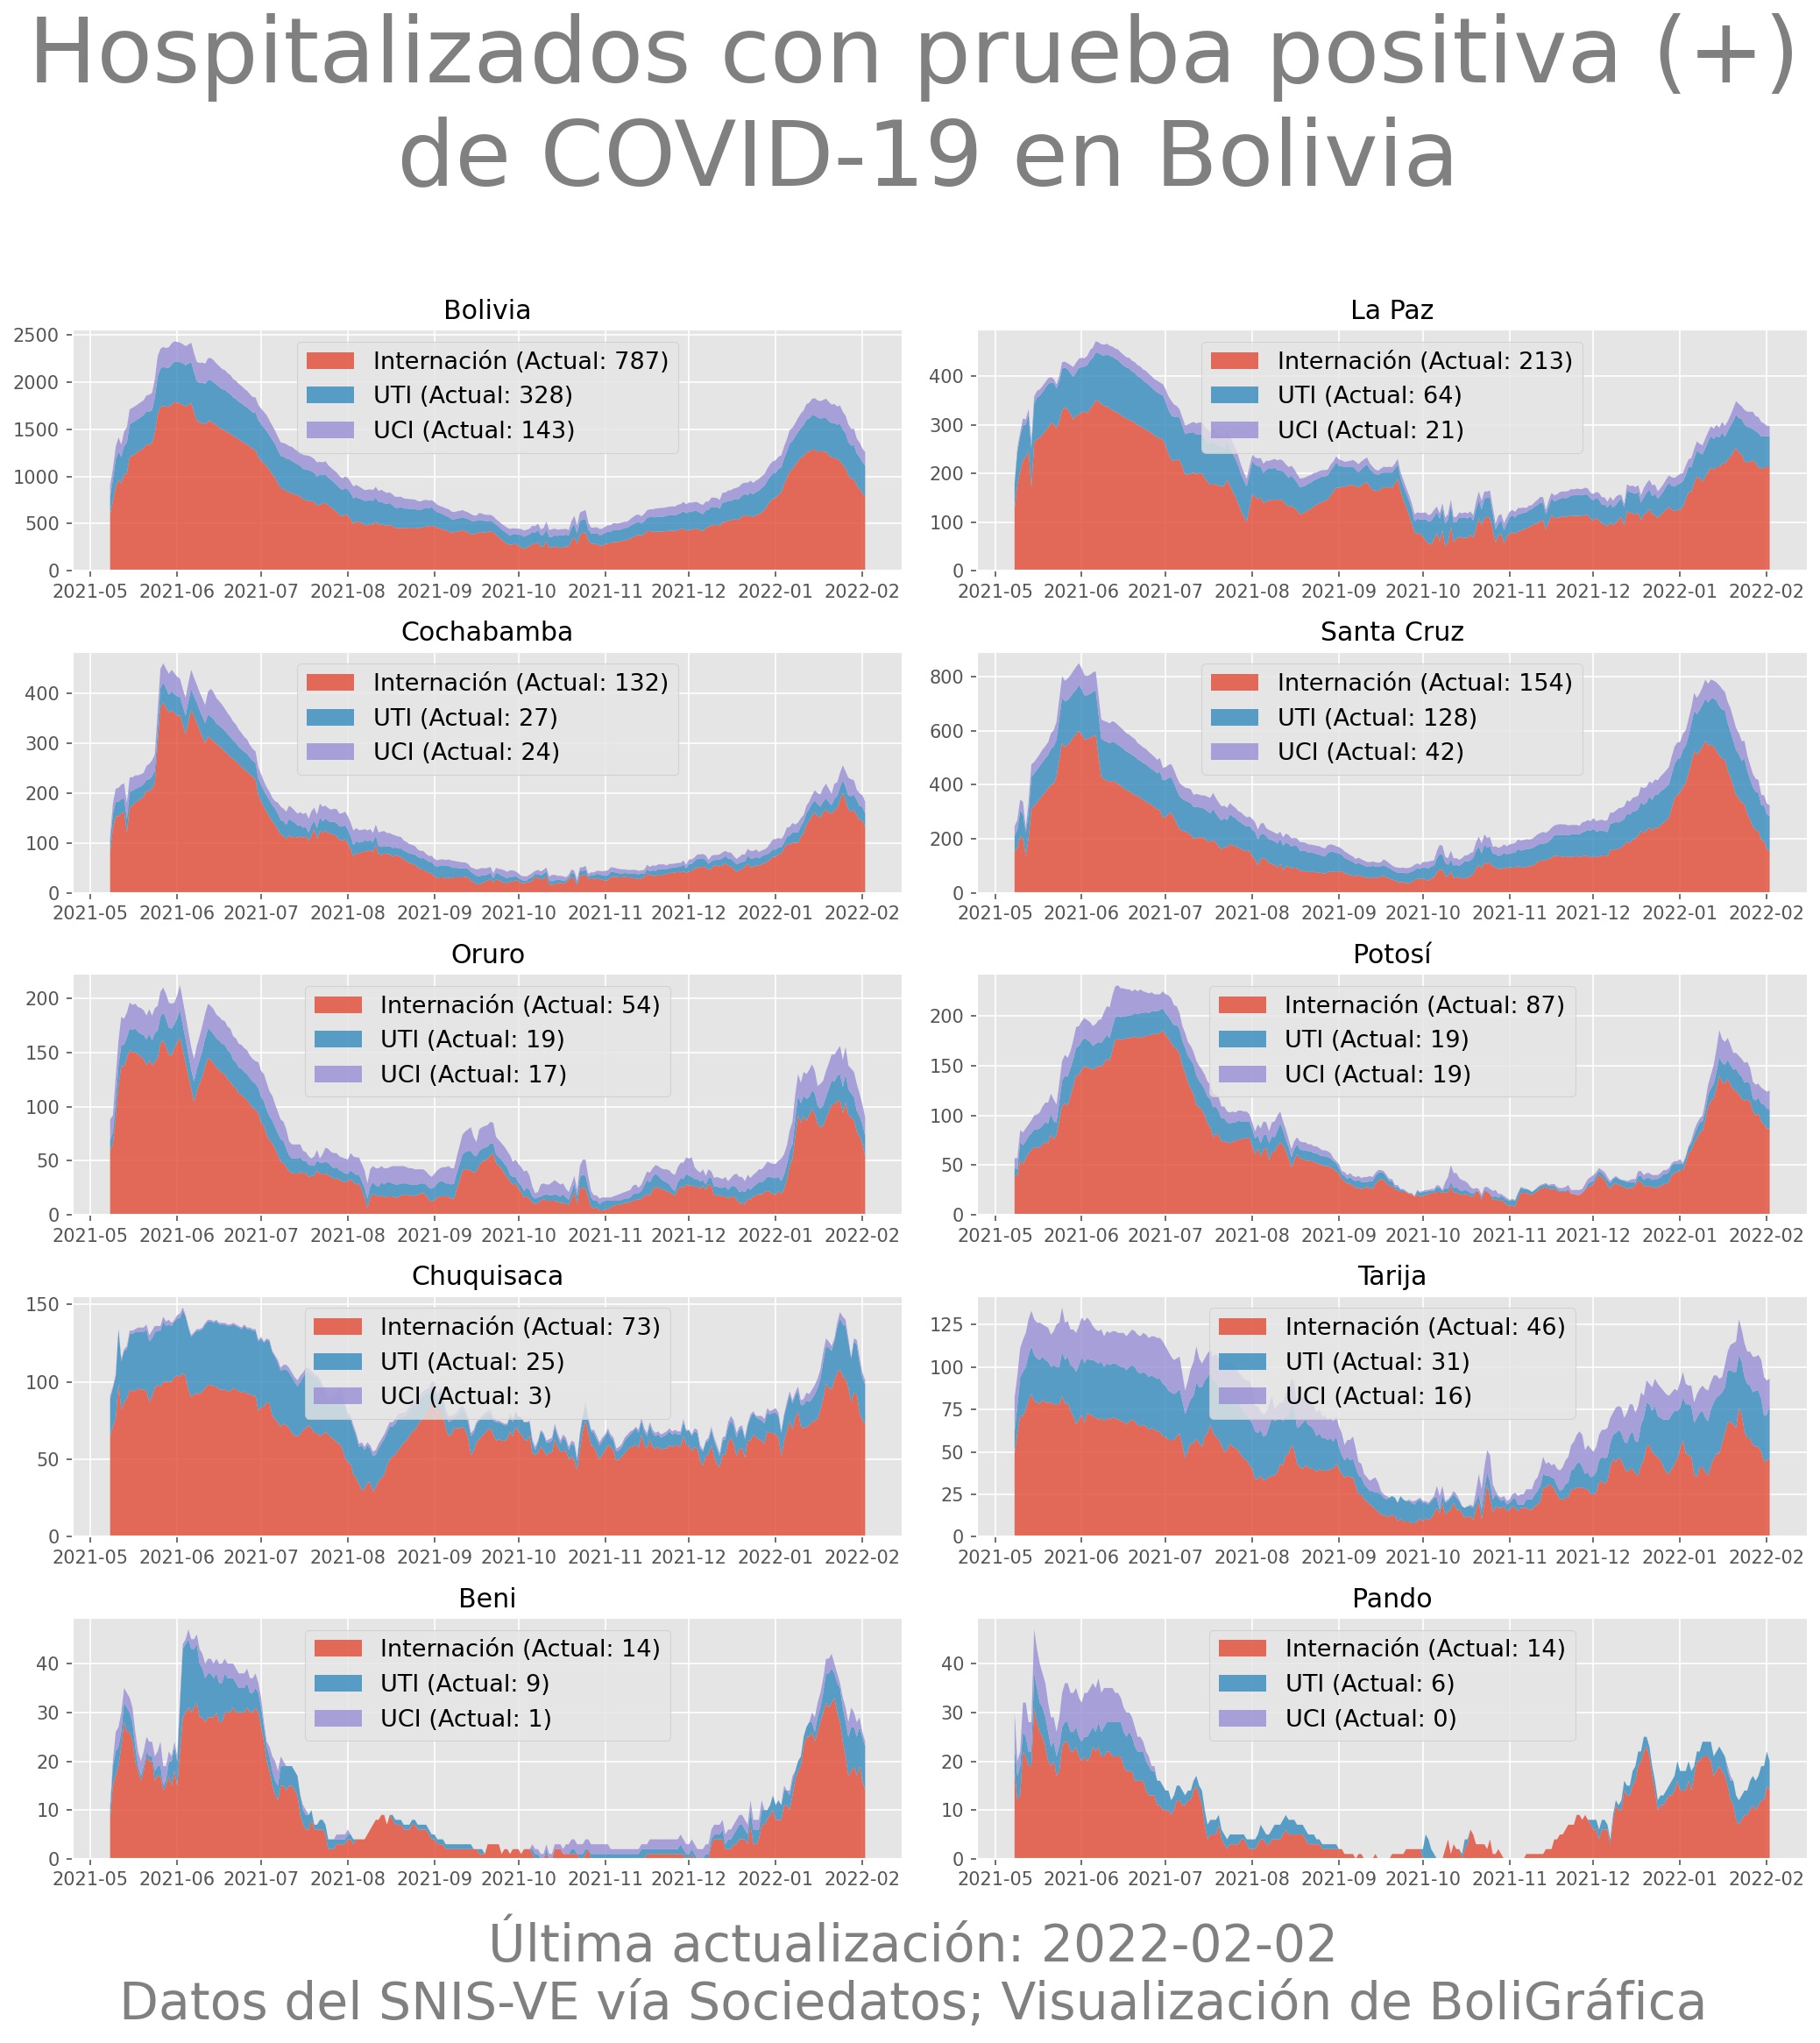 Hospitalizados con prueba positiva (+)
de COVID-19 en Bolivia
Bolivia
2500
2000
1500
1000
500
0
Internación (Actual: 787)
UTI (Actual: 328)
UCI (Actual: 143)
2021-05 2021-06 2021-07 2021-08 2021-09 2021-10 2021-11 2021-12 2022-01 2022-02
La Paz
400
300
200
100
0
Internación (Actual: 213)
UTI (Actual: 64)
UCI (Actual: 21)
2021-05 2021-06 2021-07 2021-08 2021-09 2021-10 2021-11 2021-12 2022-01 2022-02
Cochabamba
400
300
200
100
0
Internación (Actual: 132)
UTI (Actual: 27)
UCI (Actual: 24)
2021-05 2021-06 2021-07 2021-08 2021-09 2021-10 2021-11 2021-12 2022-01 2022-02
Santa Cruz
800
600
400
200
0
Internación (Actual: 154)
UTI (Actual: 128)
UCI (Actual: 42)
2021-05 2021-06 2021-07 2021-08 2021-09 2021-10 2021-11 2021-12 2022-01 2022-02
Oruro
200
150
100
50
0
Internación (Actual: 54)
UTI (Actual: 19)
UCI (Actual: 17)
2021-05 2021-06 2021-07 2021-08 2021-09 2021-10 2021-11 2021-12 2022-01 2022-02
Potosí
200
150
100
50
0
Internación (Actual: 87)
UTI (Actual: 19)
UCI (Actual: 19)
2021-05 2021-06 2021-07 2021-08 2021-09 2021-10 2021-11 2021-12 2022-01 2022-02
Chuquisaca
150
100
50
0
Internación (Actual: 73)
UTI (Actual: 25)
UCI (Actual: 3)
2021-05 2021-06 2021-07 2021-08 2021-09 2021-10 2021-11 2021-12 2022-01 2022-02
Tarija
125
100
75
50
25
0
Internación (Actual: 46)
UTI (Actual: 31)
UCI (Actual: 16)
2021-05 2021-06 2021-07 2021-08 2021-09 2021-10 2021-11 2021-12 2022-01 2022-02
Beni
40
30
20
10
0
Internación (Actual: 14)
UTI (Actual: 9)
UCI (Actual: 1)
2021-05 2021-06 2021-07 2021-08 2021-09 2021-10 2021-11 2021-12 2022-01 2022-02
Pando
40
30
20
10
0
Internación (Actual: 14)
UTI (Actual: 6)
UCI (Actual: 0)
2021-05 2021-06 2021-07 2021-08 2021-09 2021-10 2021-11 2021-12 2022-01 2022-02
Última actualización: 2022-02-02
Datos del SNIS-VE vía Sociedatos; Visualización de BoliGráfica